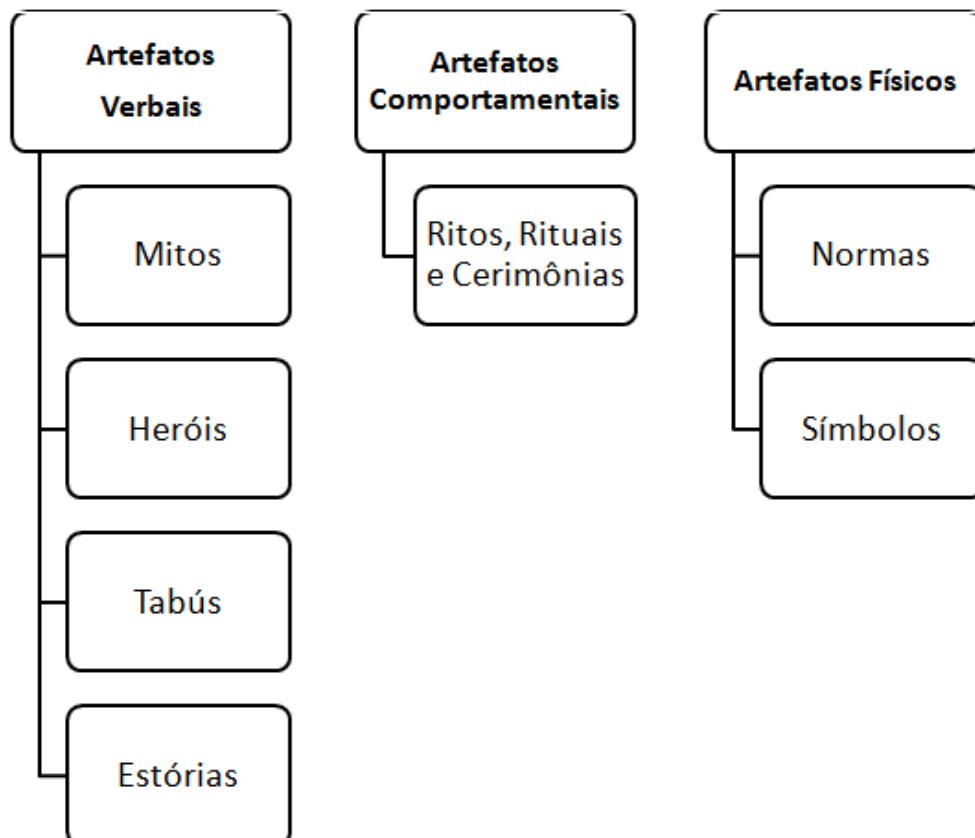 Artefatos
Verbais
Mitos
Heróis
Tabús
Estórias
Artefatos
Comportamentais
Ritos, Rituais
e Cerimônias
Artefatos Físicos
Normas
Símbolos